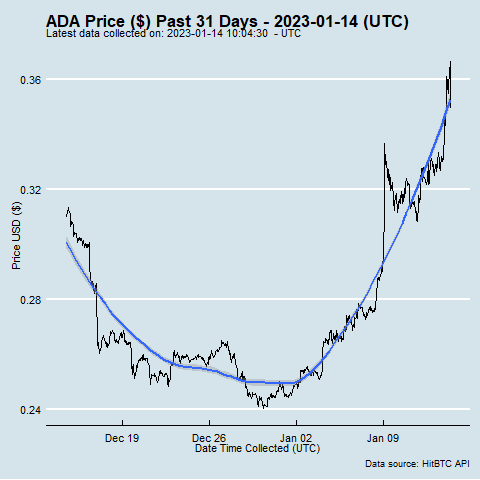 ADA Price ($) Past 31 Days - 2023-01-14 (UTC)
Latest data collected on: 2023-01-14 10:04:30  - UTC
0.36
0.32
0.28
0.24
Price USD ($)
Dec 19
Dec 26
Jan 02
Jan 09
Date Time Collected (UTC)
Data source: HitBTC API